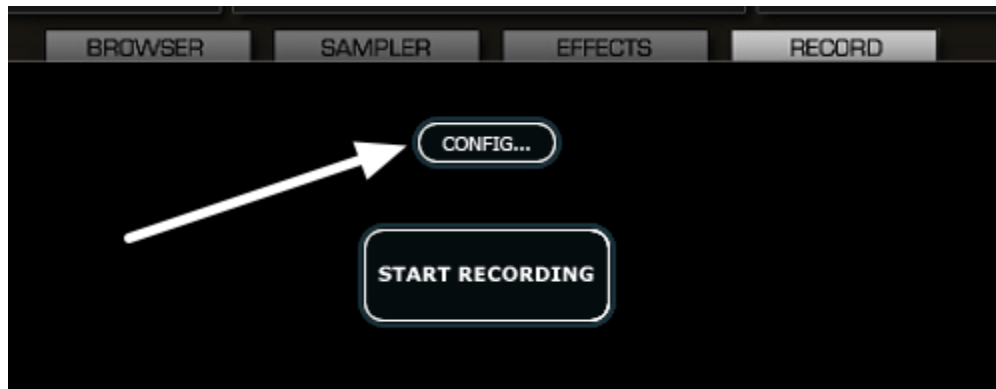 BROWSER SAMPLER EFFECTS RECORD
CONFIG...
START RECORDING